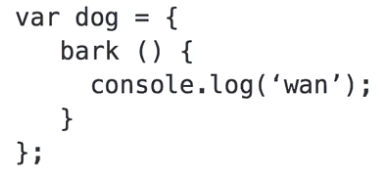 var dog = {
bark () {
console.log(‘wan’);
}
};